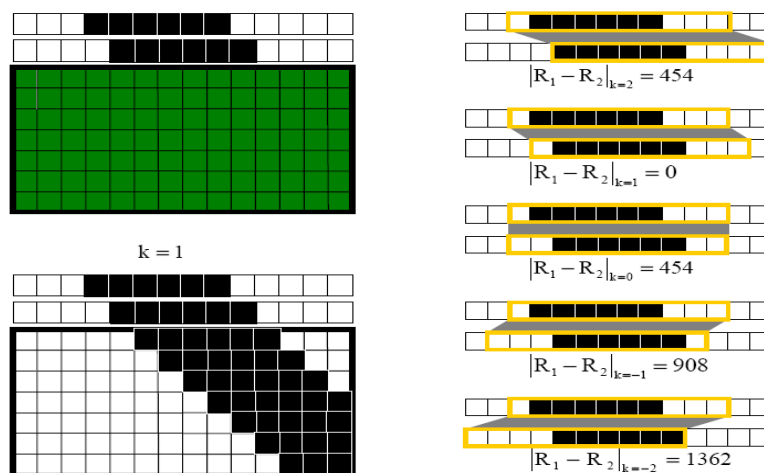 |R₁ − R₂|ₖ₌₂ = 454
|R₁ − R₂|ₖ₌₁ = 0
k = 1
|R₁ − R₂|ₖ₌₀ = 454
|R₁ − R₂|ₖ₌₋₁ = 908
|R₁ − R₂|ₖ₌₋₂ = 1362